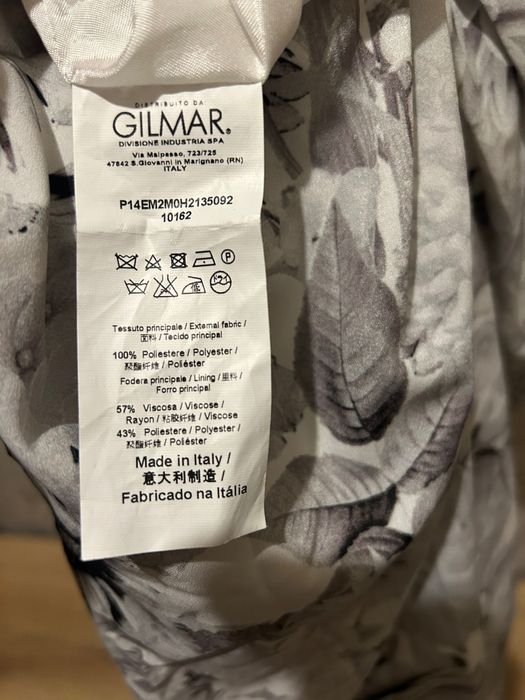 DISTRIBUITO DA
GILMAR®
DIVISIONE INDUSTRIA SPA
Via Malpasso, 723/725
47842 S.Giovanni in Marignano (RN)
ITALY
P14EM2M0H2135092
10162
P
Tessuto principale / External fabric /
面料 / Tecido principal
100% Poliestere / Polyester /
聚酯纤维 / Poliéster
Fodera principale / Lining / 里料 /
Forro principal
57% Viscosa / Viscose /
Rayon / 粘胶纤维 / Viscose
43% Poliestere / Polyester /
聚酯纤维 / Poliéster
Made in Italy /
意大利制造 /
Fabricado na Itália